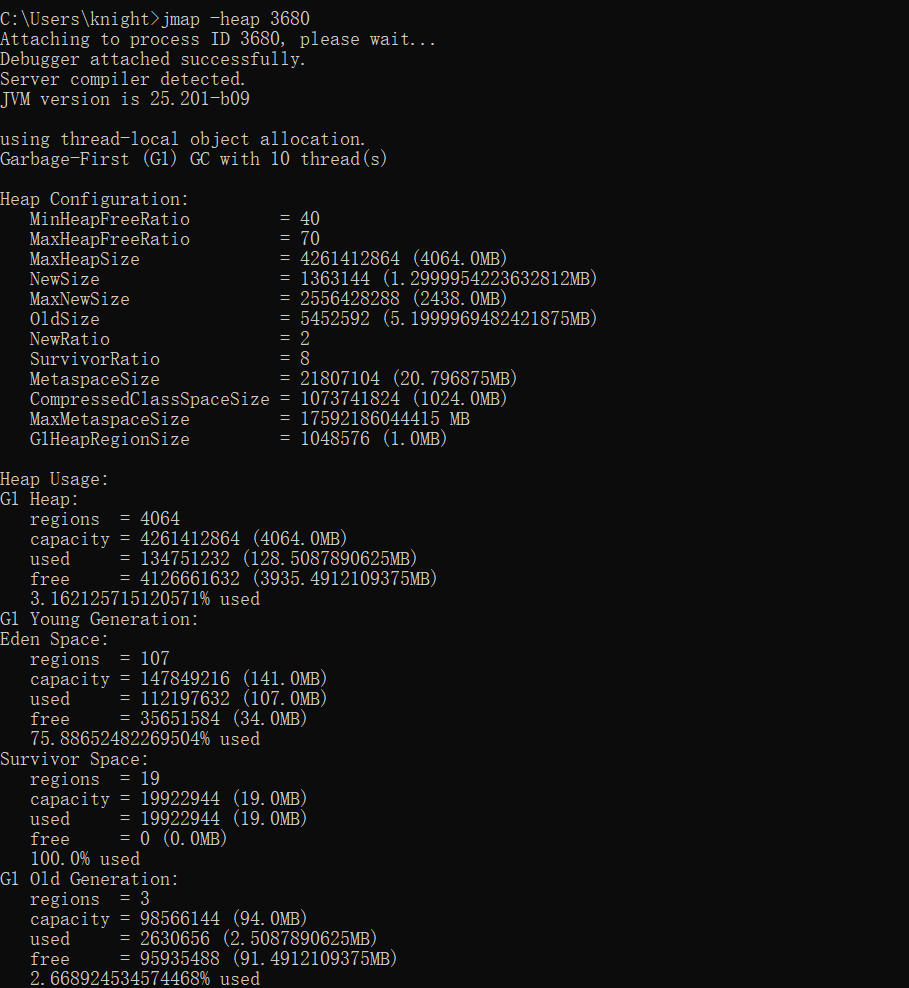 C:\Users\knight>jmap -heap 3680
Attaching to process ID 3680, please wait...
Debugger attached successfully.
Server compiler detected.
JVM version is 25.201-b09

using thread-local object allocation.
Garbage-First (G1) GC with 10 thread(s)

Heap Configuration:
   MinHeapFreeRatio         = 40
   MaxHeapFreeRatio         = 70
   MaxHeapSize              = 4261412864 (4064.0MB)
   NewSize                  = 1363144 (1.2999954223632812MB)
   MaxNewSize               = 2556428288 (2438.0MB)
   OldSize                  = 5452592 (5.1999969482421875MB)
   NewRatio                 = 2
   SurvivorRatio            = 8
   MetaspaceSize            = 21807104 (20.796875MB)
   CompressedClassSpaceSize = 1073741824 (1024.0MB)
   MaxMetaspaceSize         = 17592186044415 MB
   G1HeapRegionSize         = 1048576 (1.0MB)

Heap Usage:
G1 Heap:
   regions  = 4064
   capacity = 4261412864 (4064.0MB)
   used     = 134751232 (128.5087890625MB)
   free     = 4126661632 (3935.4912109375MB)
   3.162125715120571% used
G1 Young Generation:
Eden Space:
   regions  = 107
   capacity = 147849216 (141.0MB)
   used     = 112197632 (107.0MB)
   free     = 35651584 (34.0MB)
   75.88652482269504% used
Survivor Space:
   regions  = 19
   capacity = 19922944 (19.0MB)
   used     = 19922944 (19.0MB)
   free     = 0 (0.0MB)
   100.0% used
G1 Old Generation:
   regions  = 3
   capacity = 98566144 (94.0MB)
   used     = 2630656 (2.5087890625MB)
   free     = 95935488 (91.4912109375MB)
   2.668924534574468% used